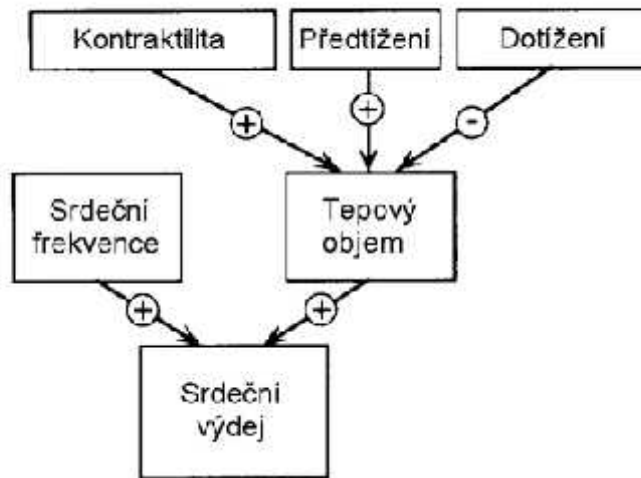 Kontraktilita
Předtížení
Dotížení
+
+
-
Srdeční
frekvence
Tepový
objem
+
+
Srdeční
výdej